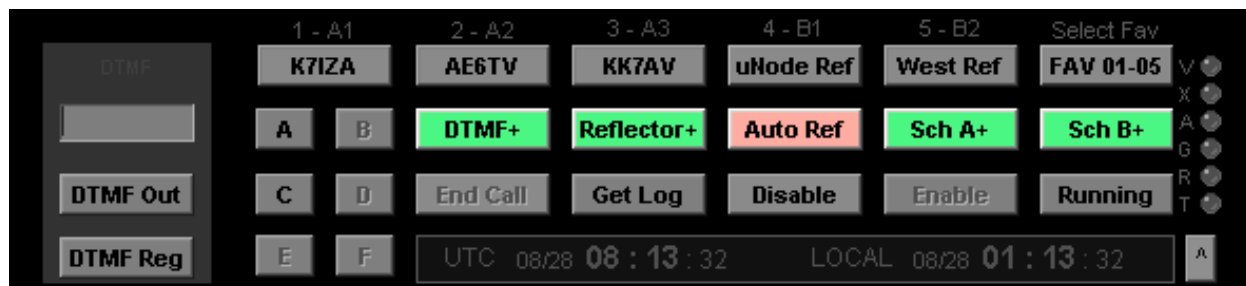 1 - A1 2 - A2 3 - A3 4 - B1 5 - B2 Select Fav
DTMF K7IZA AE6TV KK7AV uNode Ref West Ref FAV 01-05 V
X
A B DTMF+ Reflector+ Auto Ref Sch A+ Sch B+ A
G
DTMF Out C D End Call Get Log Disable Enable Running R
T
DTMF Reg E F UTC 08/28 08 : 13 : 32 LOCAL 08/28 01 : 13 : 32 A